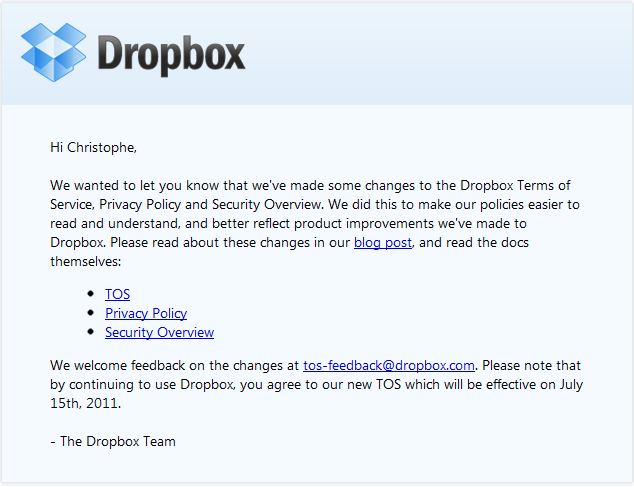 Dropbox
Hi Christophe,
We wanted to let you know that we've made some changes to the Dropbox Terms of
Service, Privacy Policy and Security Overview. We did this to make our policies easier to
read and understand, and better reflect product improvements we've made to
Dropbox. Please read about these changes in our blog post, and read the docs
themselves:
• TOS
• Privacy Policy
• Security Overview
We welcome feedback on the changes at tos-feedback@dropbox.com. Please note that
by continuing to use Dropbox, you agree to our new TOS which will be effective on July
15th, 2011.
- The Dropbox Team